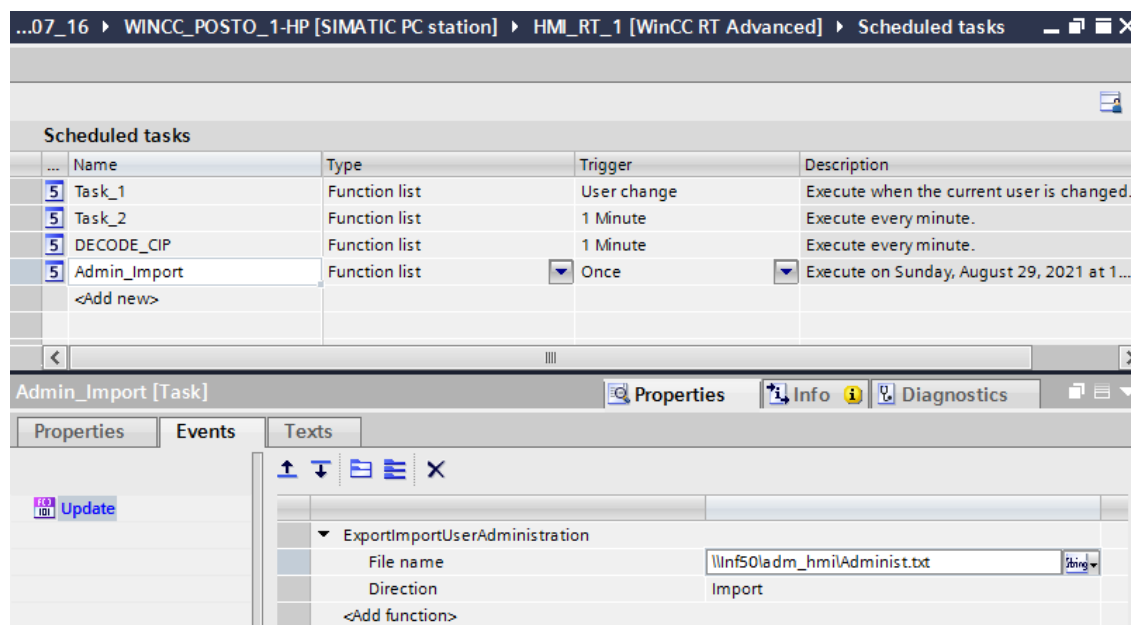 ...07_16 ▸ WINCC_POSTO_1-HP [SIMATIC PC station] ▸ HMI_RT_1 [WinCC RT Advanced] ▸ Scheduled tasks
Scheduled tasks
... Name Type Trigger Description
Task_1 Function list User change Execute when the current user is changed.
Task_2 Function list 1 Minute Execute every minute.
DECODE_CIP Function list 1 Minute Execute every minute.
Admin_Import Function list Once Execute on Sunday, August 29, 2021 at 1...
<Add new>
Admin_Import [Task] Properties Info Diagnostics
Properties Events Texts
Update
ExportImportUserAdministration
File name \\Inf50\adm_hmi\Administ.txt
Direction Import
<Add function>